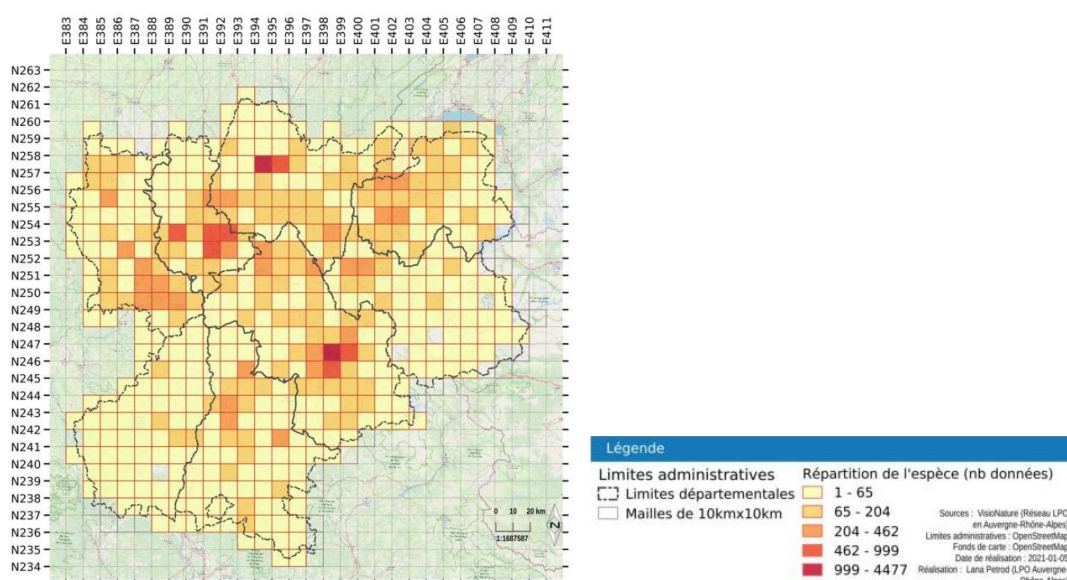 E383 E384 E385 E386 E387 E388 E389 E390 E391 E392 E393 E394 E395 E396 E397 E398 E399 E400 E401 E402 E403 E404 E405 E406 E407 E408 E409 E410 E411
N263
N262
N261
N260
N259
N258
N257
N256
N255
N254
N253
N252
N251
N250
N249
N248
N247
N246
N245
N244
N243
N242
N241
N240
N239
N238
N237
N236
N235
N234
0 10 20 km
1:1687587
N
Légende
Limites administratives
Limites départementales
Mailles de 10kmx10km
Répartition de l'espèce (nb données)
1 - 65
65 - 204
204 - 462
462 - 999
999 - 4477
Sources : VisioNature (Réseau LPO
en Auvergne-Rhône-Alpes)
Limites administratives : OpenStreetMap
Fonds de carte : OpenStreetMap
Date de réalisation : 2021-01-05
Réalisation : Lana Petrod (LPO Auvergne-
Rhône-Alpes)